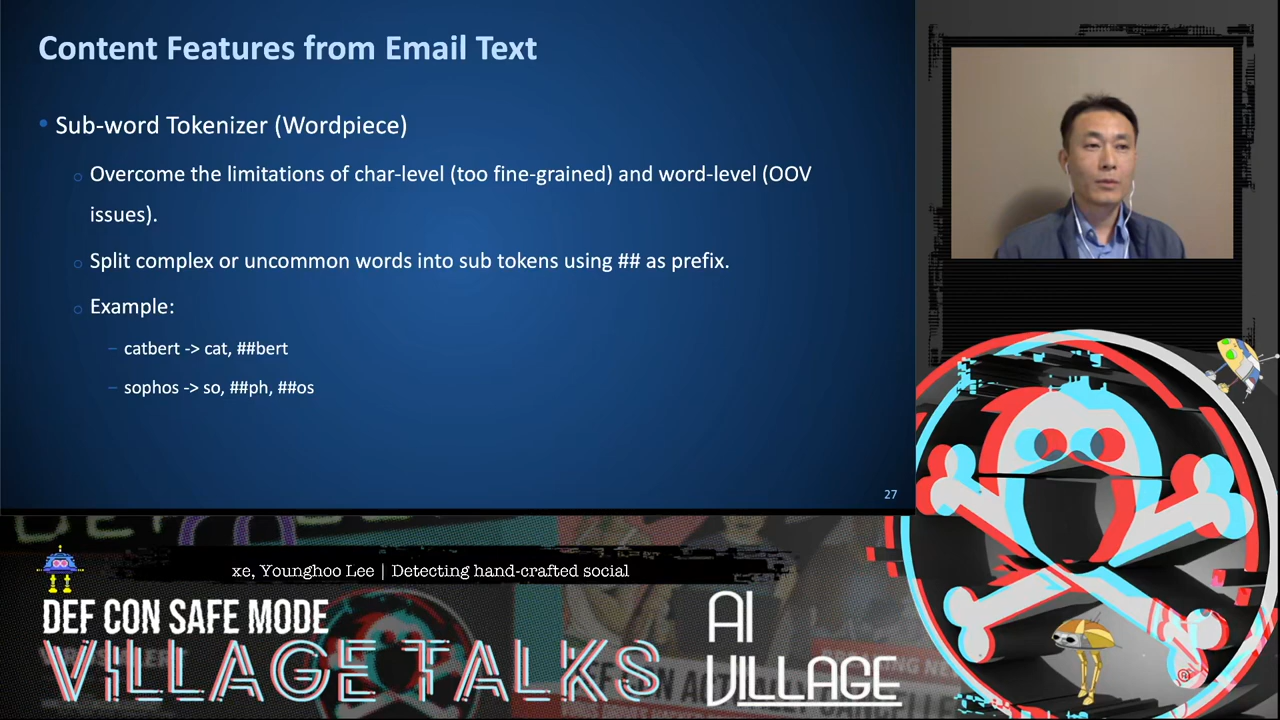 Content Features from Email Text
• Sub-word Tokenizer (Wordpiece)
○ Overcome the limitations of char-level (too fine-grained) and word-level (OOV
issues).
○ Split complex or uncommon words into sub tokens using ## as prefix.
○ Example:
– catbert -> cat, ##bert
– sophos -> so, ##ph, ##os
27
xe, Younghoo Lee | Detecting hand-crafted social
DEF CON SAFE MODE
VILLAGE TALKS
AI
VILLAGE